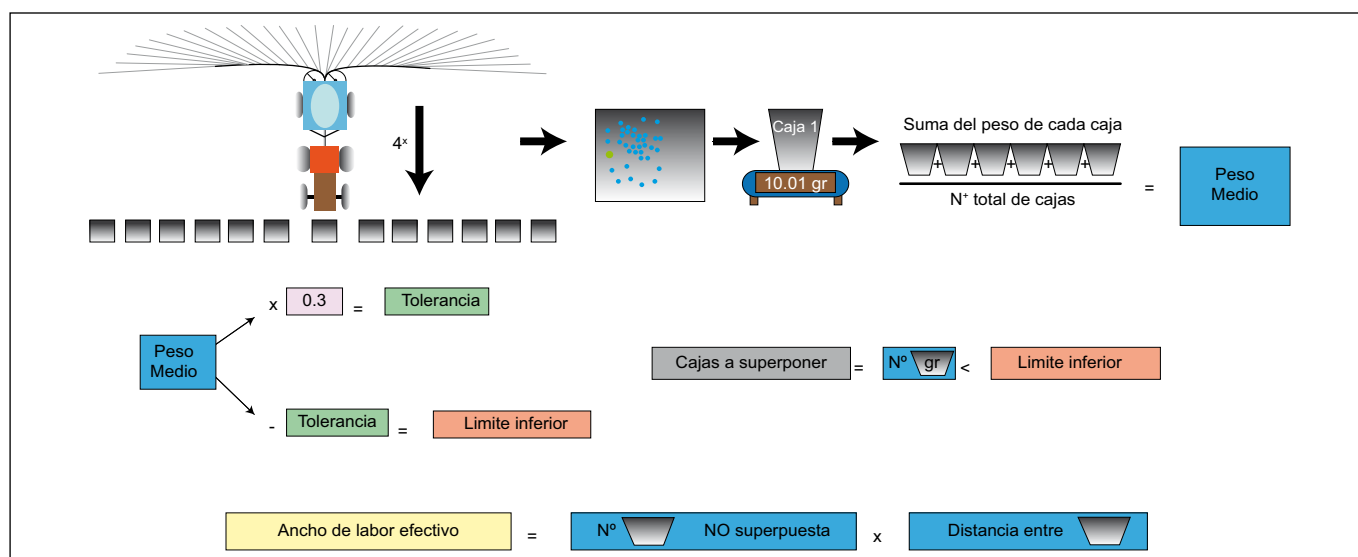 4x
Caja 1
10.01 gr
Suma del peso de cada caja
+ + + + +
N+ total de cajas
=
Peso
Medio
x 0.3 = Tolerancia
Peso
Medio
- Tolerancia = Limite inferior
Cajas a superponer = Nº gr < Limite inferior
Ancho de labor efectivo = Nº NO superpuesta x Distancia entre